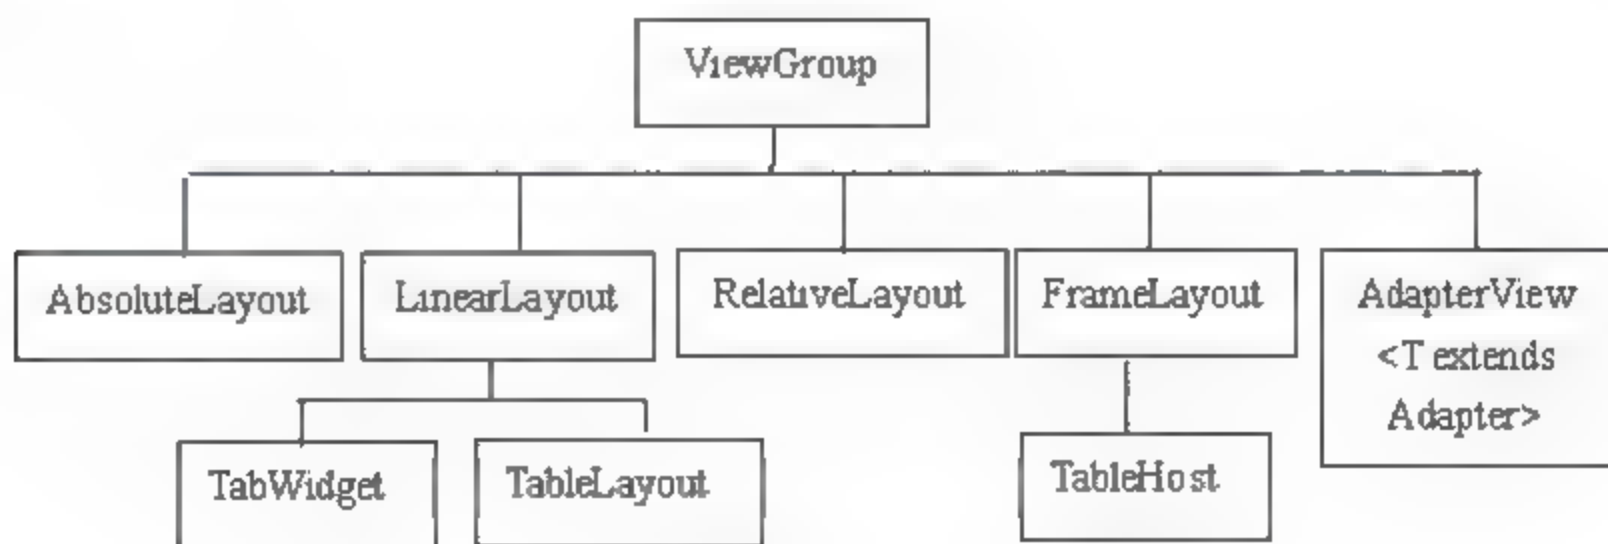 ViewGroup
AbsoluteLayout
LinearLayout
RelativeLayout
FrameLayout
AdapterView
<T extends
Adapter>
TabWidget
TableLayout
TableHost